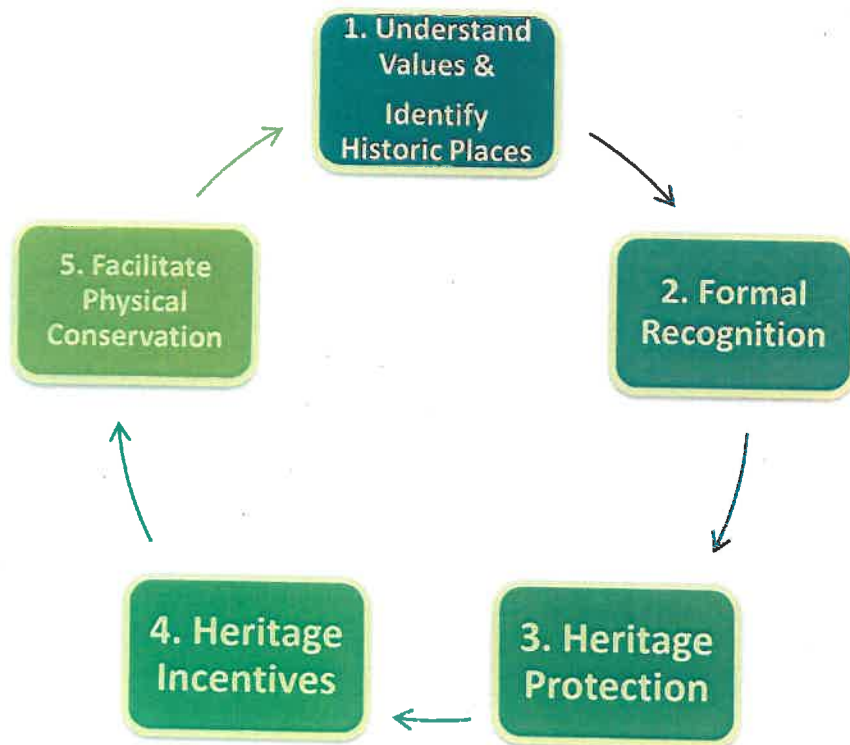 1. Understand
Values &
Identify
Historic Places
2. Formal
Recognition
3. Heritage
Protection
4. Heritage
Incentives
5. Facilitate
Physical
Conservation